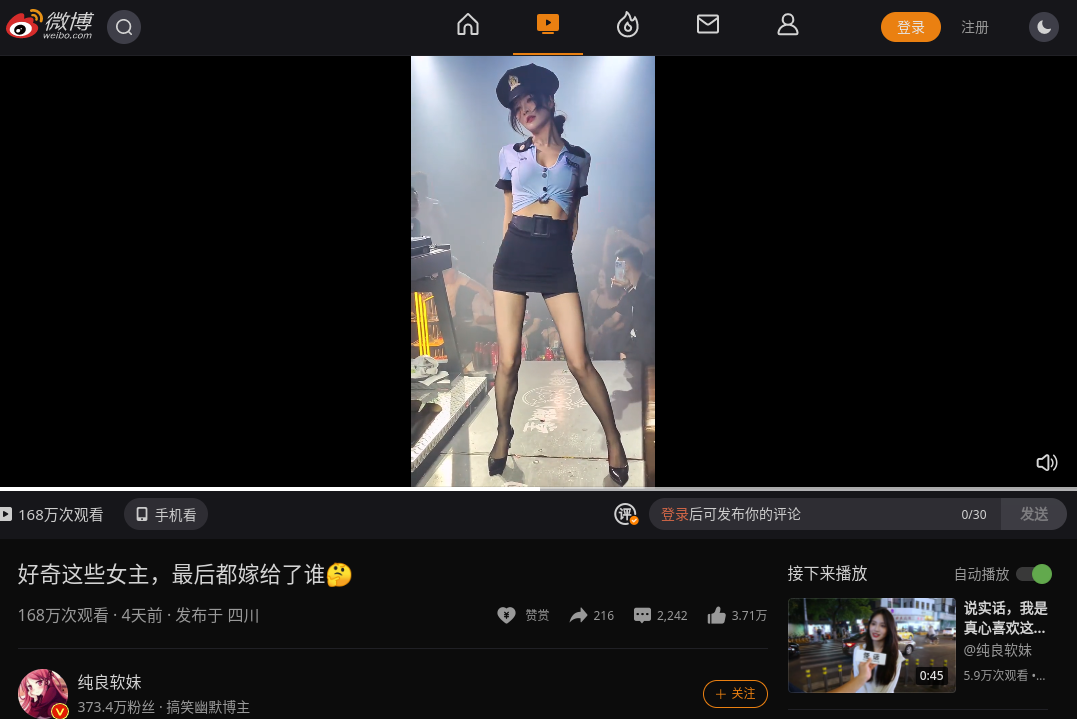 微博
weibo.com
登录
注册
168万次观看
手机看
评
登录后可发布你的评论
0/30
发送
好奇这些女主，最后都嫁给了谁🤔
168万次观看 · 4天前 · 发布于 四川
赞赏
216
2,242
3.71万
纯良软妹
373.4万粉丝 · 搞笑幽默博主
+ 关注
接下来播放
自动播放
0:45
说实话，我是
真心喜欢这...
@纯良软妹
5.9万次观看 •...